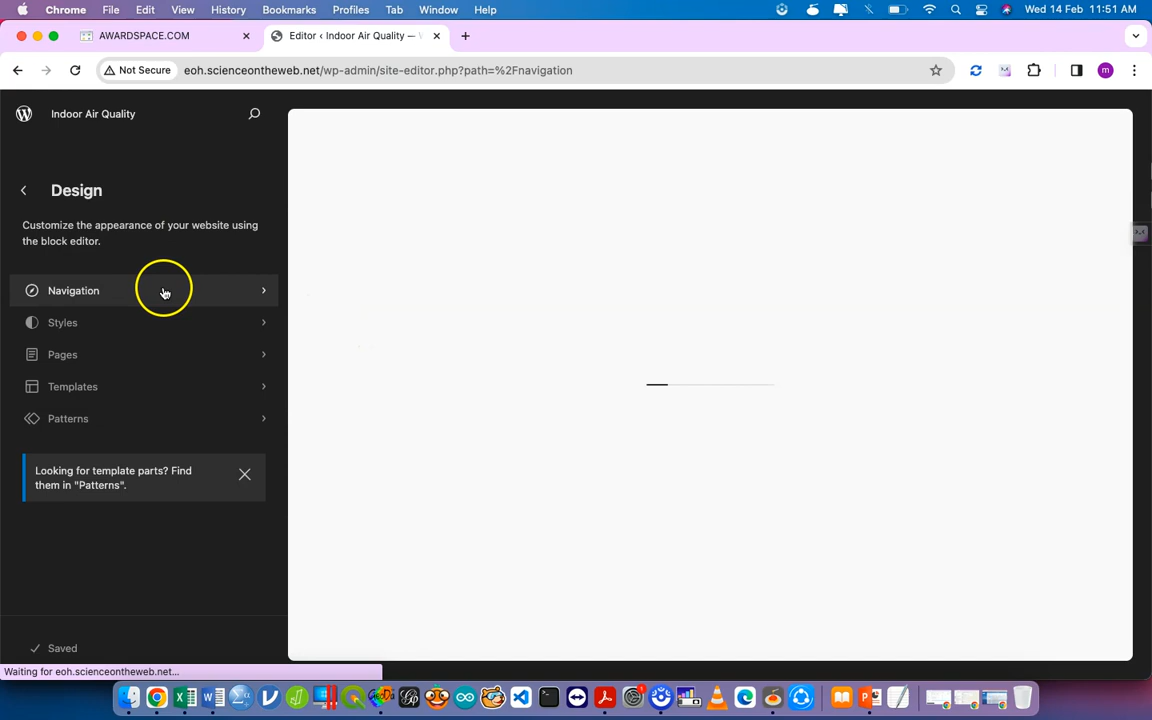 Chrome File Edit View History Bookmarks Profiles Tab Window Help Wed 14 Feb 11:51 AM
AWARDSPACE.COM Editor ‹ Indoor Air Quality —
Not Secure eoh.scienceontheweb.net/wp-admin/site-editor.php?path=%2Fnavigation m
Indoor Air Quality
Design
Customize the appearance of your website using
the block editor.
Navigation
Styles
Pages
Templates
Patterns
Looking for template parts? Find
them in "Patterns".
Saved
Waiting for eoh.scienceontheweb.net...